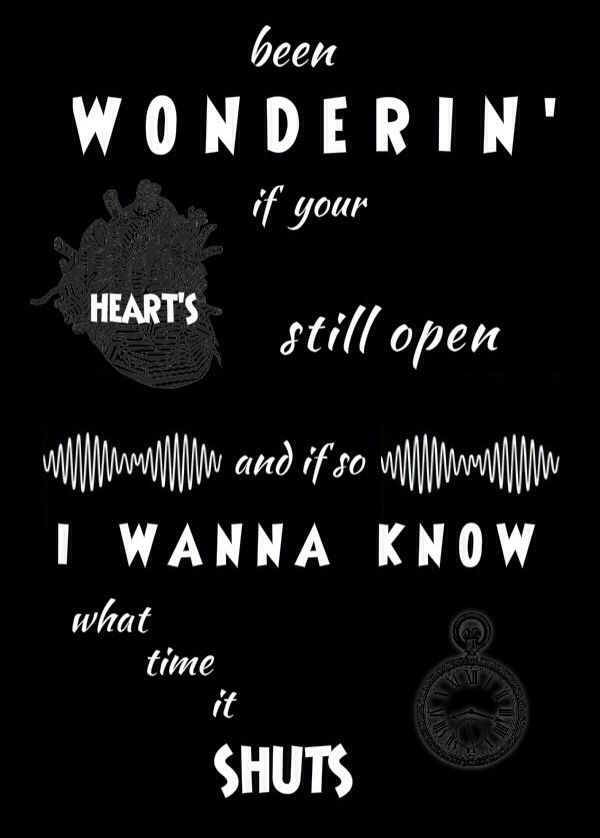 been
WONDERIN'
if your
HEART'S
still open
and if so
I WANNA KNOW
what
time
it
SHUTS